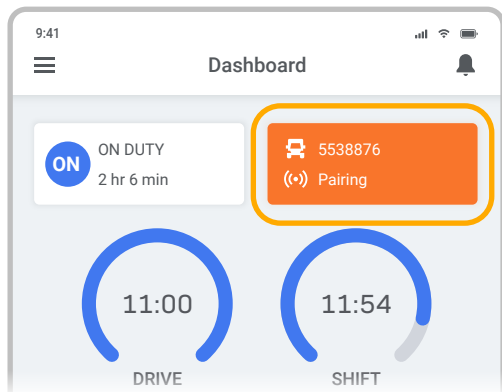 9:41
Dashboard
ON
ON DUTY
2 hr 6 min
5538876
Pairing
11:00
DRIVE
11:54
SHIFT